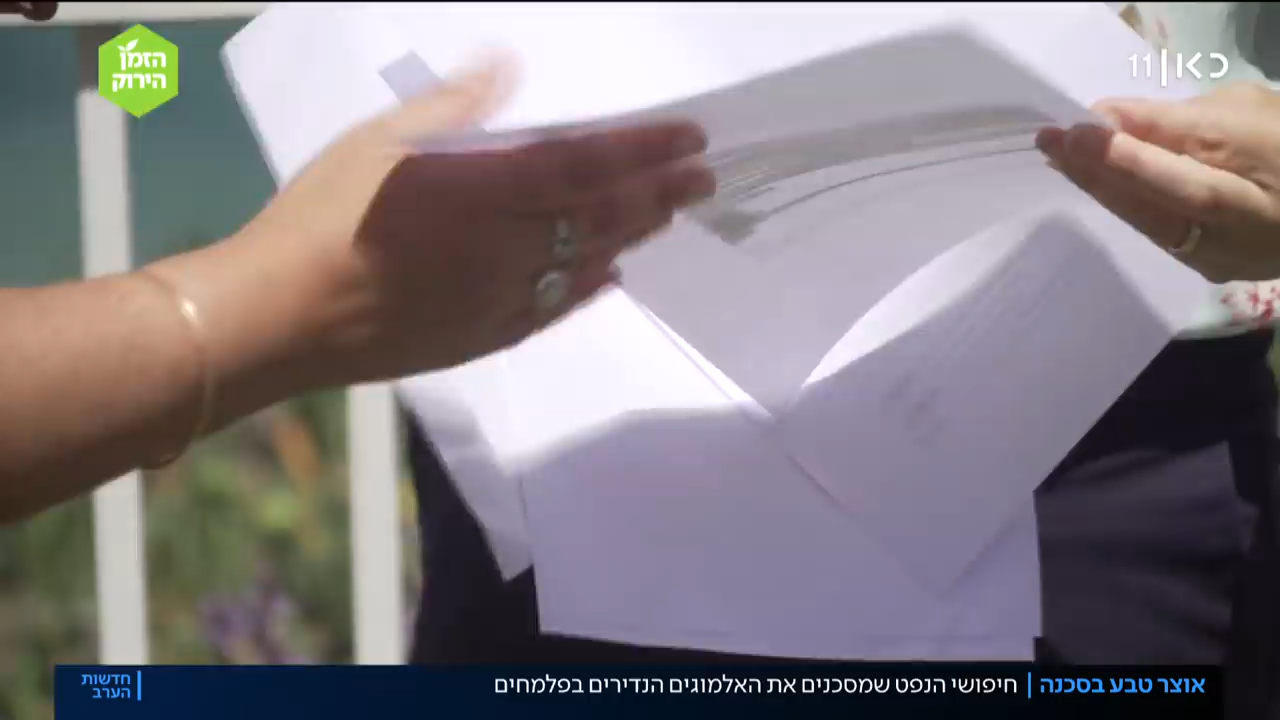 הזמן
הירוק
כאן 11
אוצר טבע בסכנה | חיפושי הנפט שמסכנים את האלמוגים הנדירים בפלמחים
חדשות
הערב